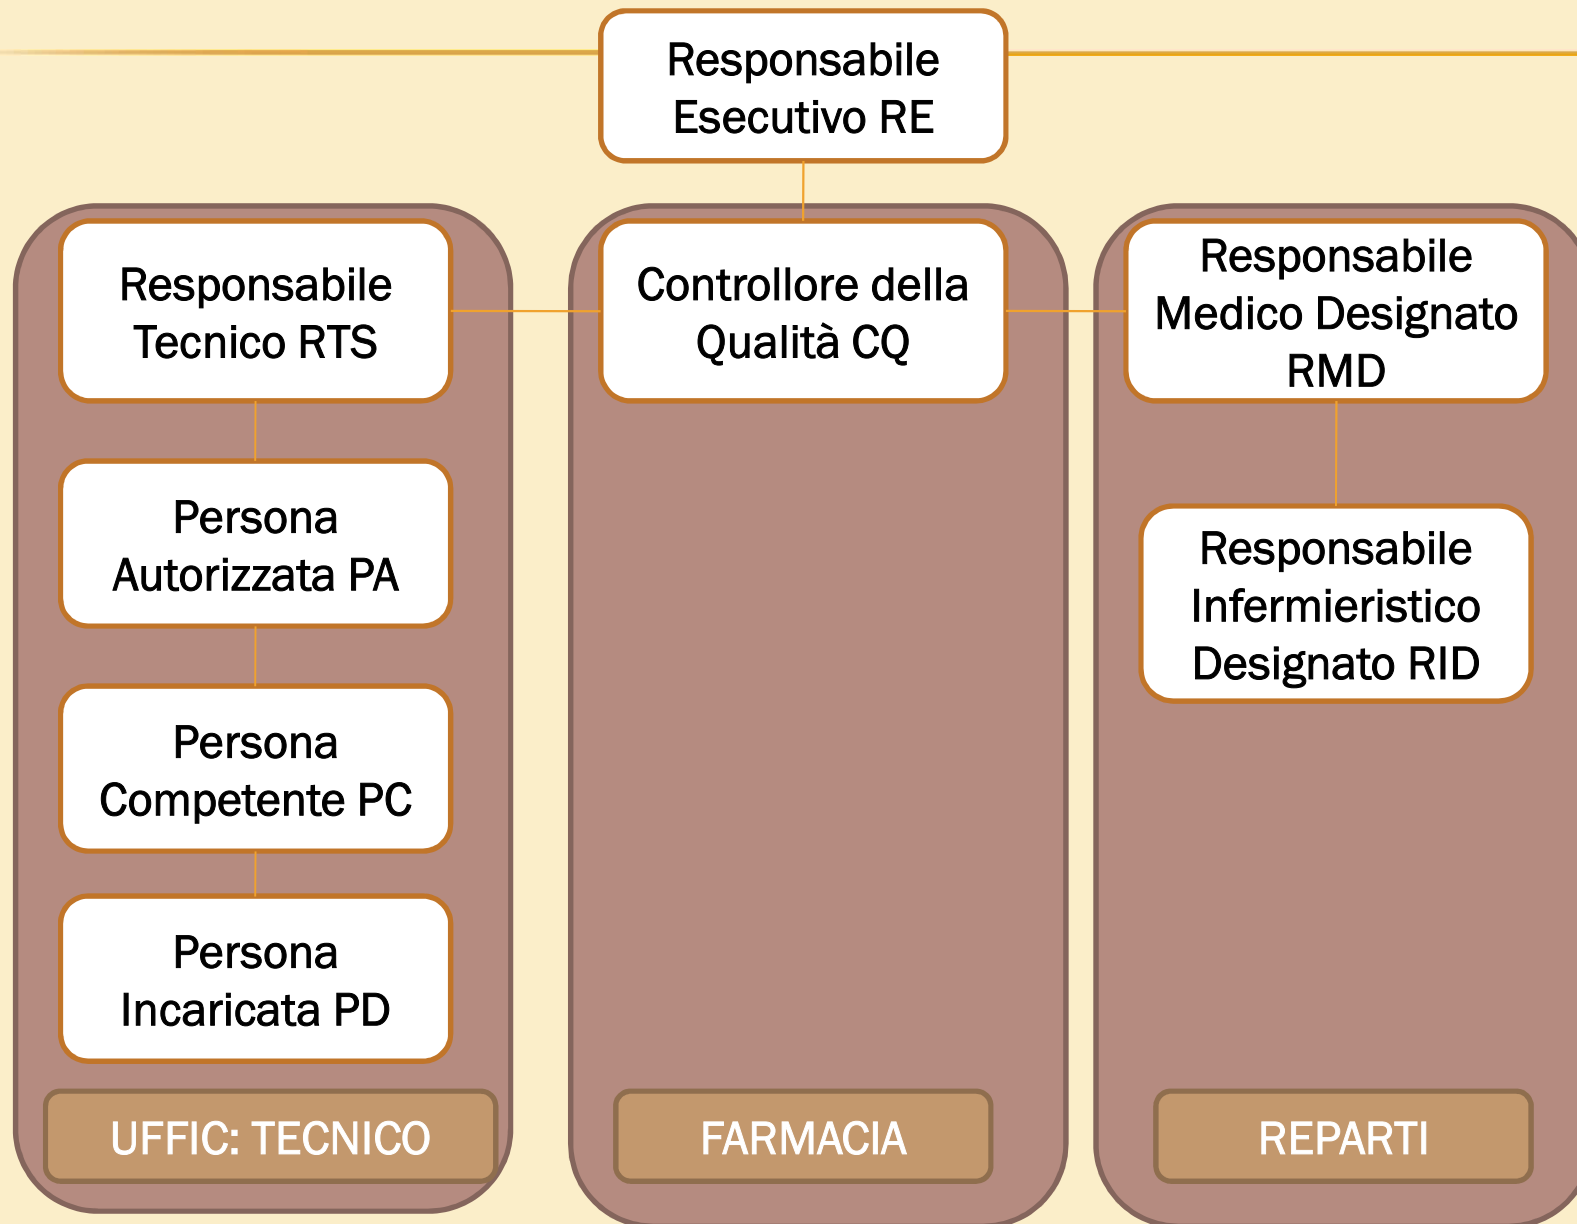 Responsabile
Esecutivo RE
Responsabile
Tecnico RTS
Controllore della
Qualità CQ
Responsabile
Medico Designato
RMD
Persona
Autorizzata PA
Responsabile
Infermieristico
Designato RID
Persona
Competente PC
Persona
Incaricata PD
UFFIC: TECNICO
FARMACIA
REPARTI